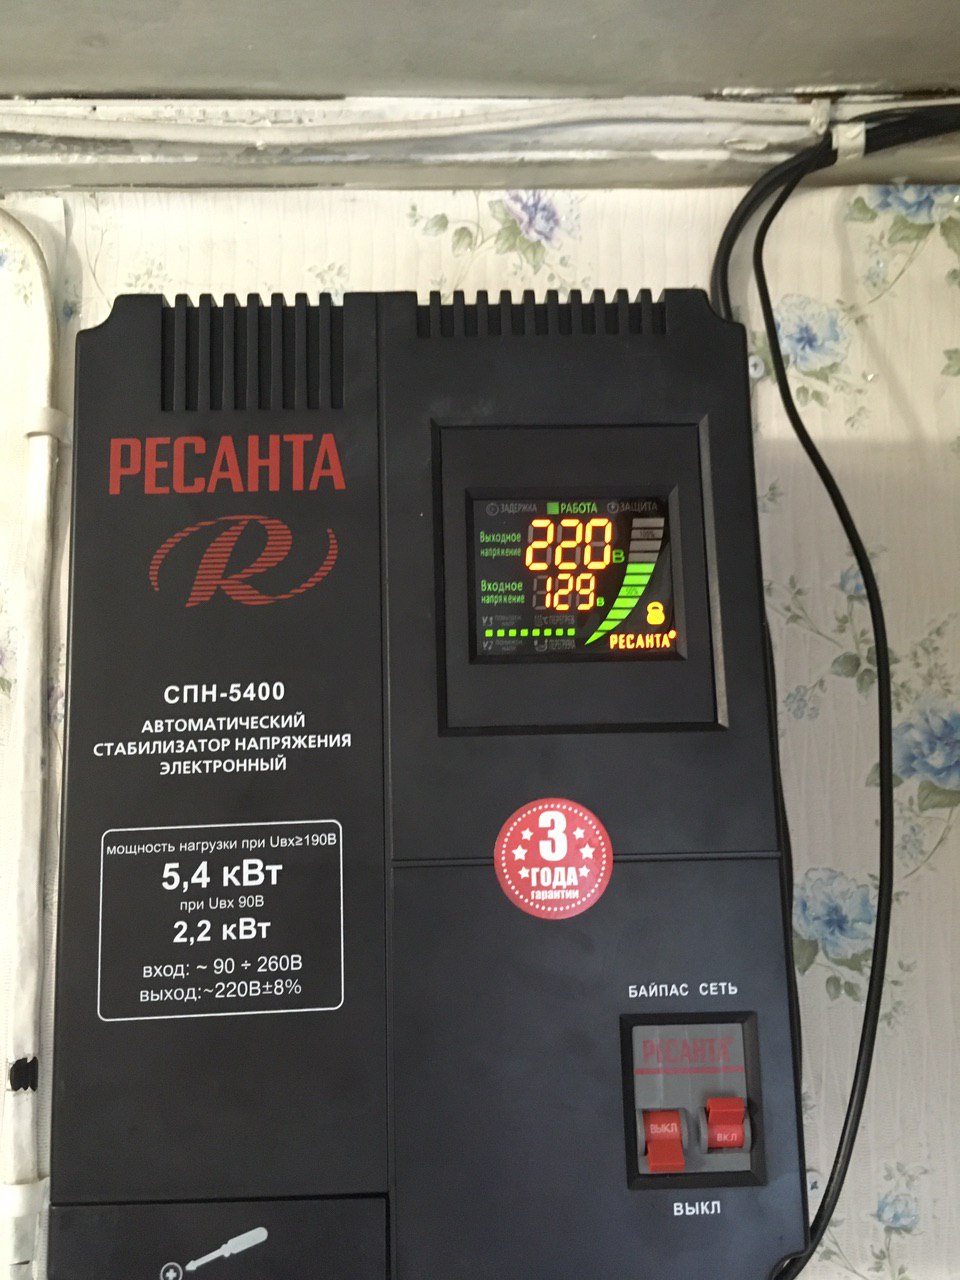 РЕСАНТА
R
СПН-5400
АВТОМАТИЧЕСКИЙ
СТАБИЛИЗАТОР НАПРЯЖЕНИЯ
ЭЛЕКТРОННЫЙ
мощность нагрузки при Uвх≥190В
5,4 кВт
при Uвх 90В
2,2 кВт
вход: ~ 90 ÷ 260В
выход:~220В±8%
ЗАДЕРЖКА РАБОТА ЗАЩИТА
Выходное
напряжение
220 В
Входное
напряжение
129 В
РЕСАНТА
3
ГОДА
гарантии
БАЙПАС СЕТЬ
РЕСАНТА
ВЫКЛ ВКЛ
ВЫКЛ